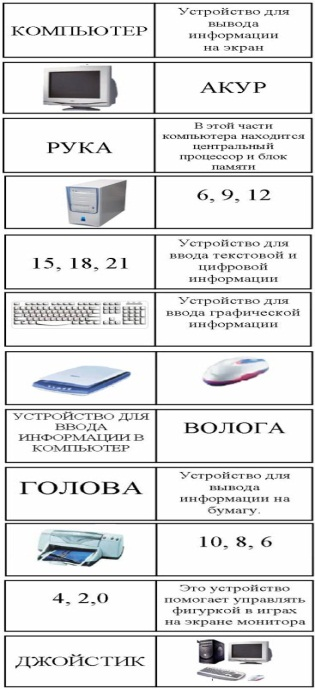 КОМПЬЮТЕР
Устройство для
вывода
информации
на экран
АКУР
РУКА
В этой части
компьютера находится
центральный
процессор и блок
памяти
6, 9, 12
15, 18, 21
Устройство для
ввода текстовой и
цифровой
информации
Устройство для
ввода графической
информации
УСТРОЙСТВО ДЛЯ
ВВОДА
ИНФОРМАЦИИ В
КОМПЬЮТЕР
ВОЛОГА
ГОЛОВА
Устройство для
вывода
информации на
бумагу.
10, 8, 6
4, 2,0
Это устройство
помогает управлять
фигуркой в играх
на экране монитора
ДЖОЙСТИК